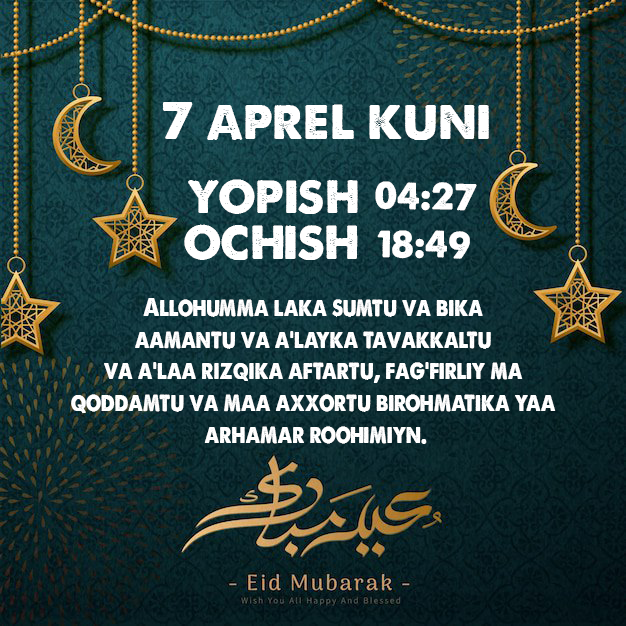 7 APREL KUNI
YOPISH 04:27
OCHISH 18:49
ALLOHUMMA LAKA SUMTU VA BIKA
AAMANTU VA A'LAYKA TAVAKKALTU
VA A'LAA RIZQIKA AFTARTU, FAG'FIRLIY MA
QODDAMTU VA MAA AXXORTU BIROHMATIKA YAA
ARHAMAR ROOHIMIYN.
عيد مبارك
- Eid Mubarak -
Wish You All Happy And Blessed